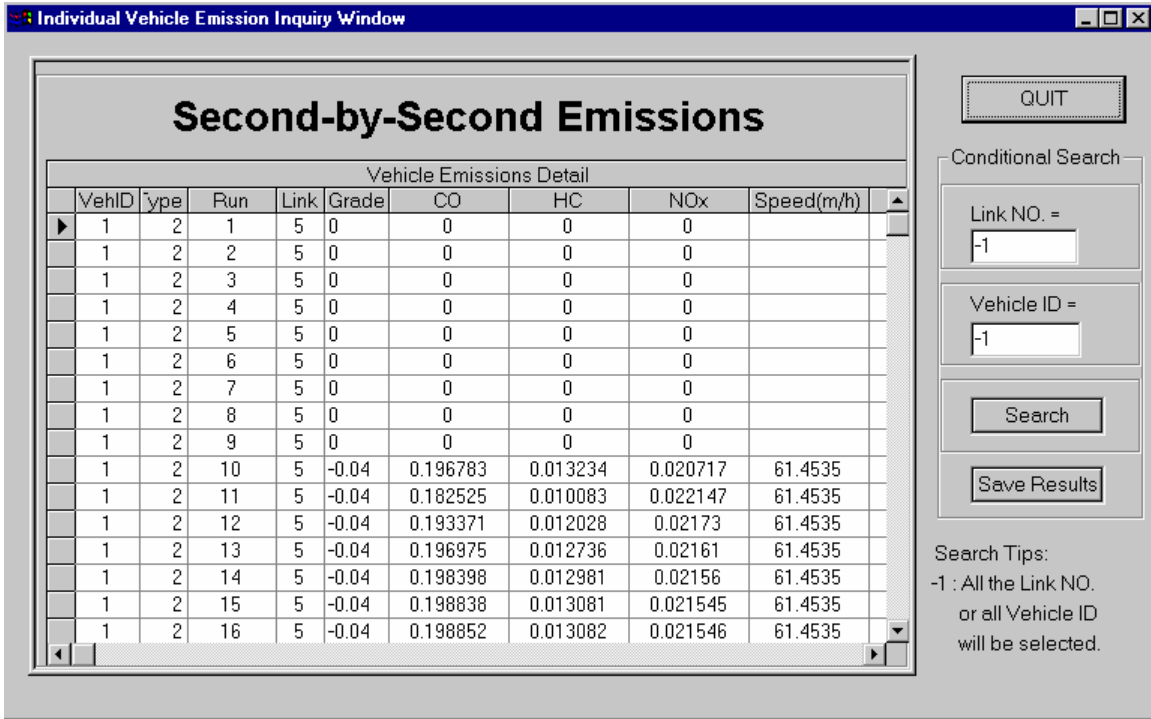 Individual Vehicle Emission Inquiry Window
Second-by-Second Emissions
Vehicle Emissions Detail
VehID Type Run Link Grade CO HC NOx Speed(m/h)
1 2 1 5 0 0 0 0
1 2 2 5 0 0 0 0
1 2 3 5 0 0 0 0
1 2 4 5 0 0 0 0
1 2 5 5 0 0 0 0
1 2 6 5 0 0 0 0
1 2 7 5 0 0 0 0
1 2 8 5 0 0 0 0
1 2 9 5 0 0 0 0
1 2 10 5 -0.04 0.196783 0.013234 0.020717 61.4535
1 2 11 5 -0.04 0.182525 0.010083 0.022147 61.4535
1 2 12 5 -0.04 0.193371 0.012028 0.02173 61.4535
1 2 13 5 -0.04 0.196975 0.012736 0.02161 61.4535
1 2 14 5 -0.04 0.198398 0.012981 0.02156 61.4535
1 2 15 5 -0.04 0.198838 0.013081 0.021545 61.4535
1 2 16 5 -0.04 0.198852 0.013082 0.021546 61.4535
QUIT
Conditional Search
Link NO. =
-1
Vehicle ID =
-1
Search
Save Results
Search Tips:
-1 : All the Link NO.
or all Vehicle ID
will be selected.